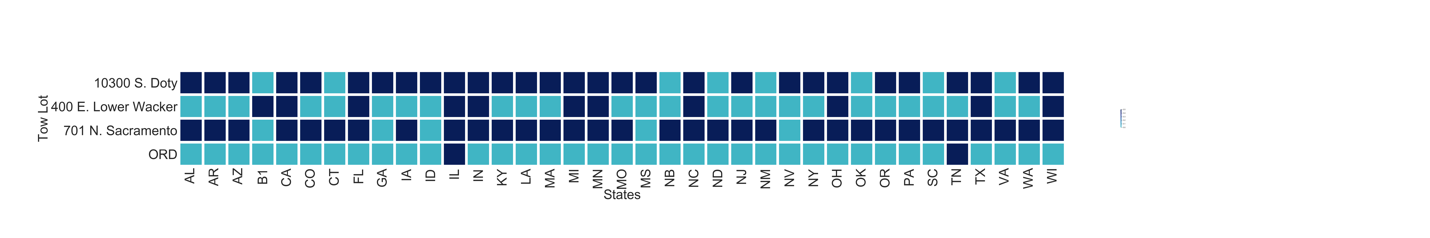 Tow Lot
10300 S. Doty
400 E. Lower Wacker
701 N. Sacramento
ORD
AL AR AZ B1 CA CO CT FL GA IA ID IL IN KY LA MA MI MN MO MS NB NC ND NJ NM NV NY OH OK OR PA SC TN TX VA WA WI
States